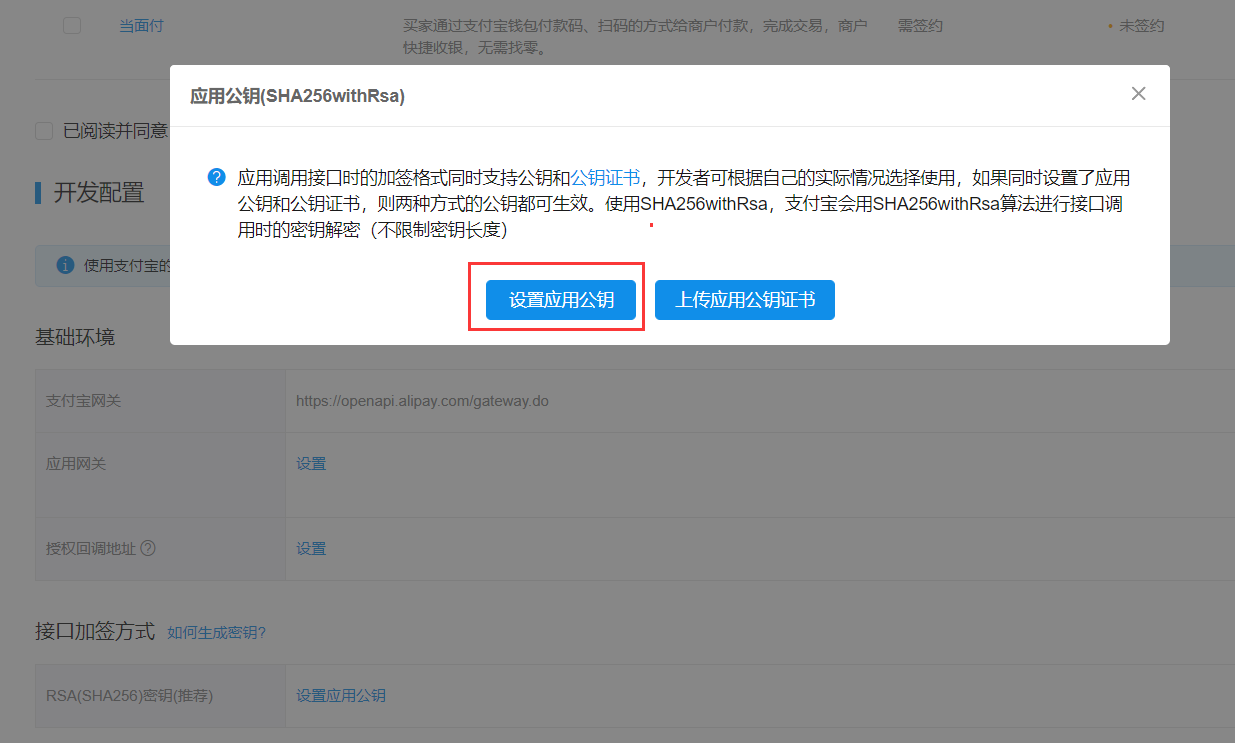 当面付
买家通过支付宝钱包付款码、扫码的方式给商户付款，完成交易，商户
快捷收银，无需找零。
需签约
未签约
应用公钥(SHA256withRsa)
已阅读并同意
开发配置
应用调用接口时的加签格式同时支持公钥和公钥证书，开发者可根据自己的实际情况选择使用，如果同时设置了应用
公钥和公钥证书，则两种方式的公钥都可生效。使用SHA256withRsa，支付宝会用SHA256withRsa算法进行接口调
用时的密钥解密（不限制密钥长度）
使用支付宝的
设置应用公钥
上传应用公钥证书
基础环境
支付宝网关
https://openapi.alipay.com/gateway.do
应用网关
设置
授权回调地址
设置
接口加签方式
如何生成密钥?
RSA(SHA256)密钥(推荐)
设置应用公钥